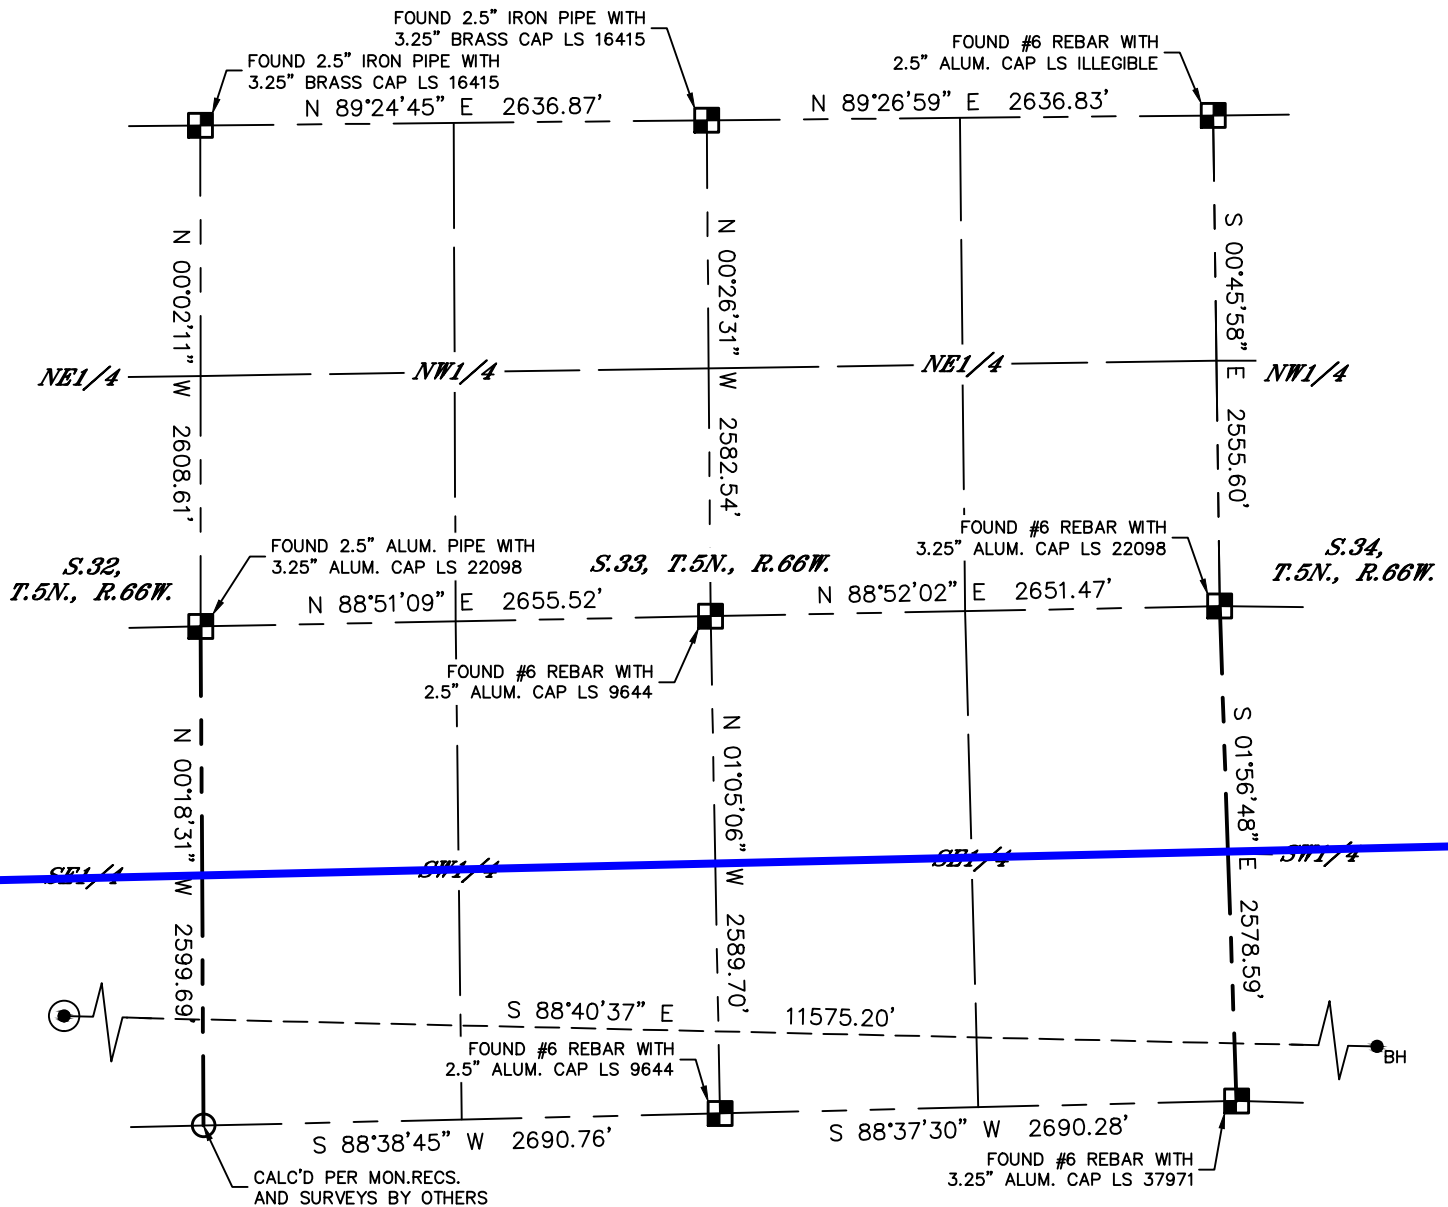 FOUND 2.5" IRON PIPE WITH
3.25" BRASS CAP LS 16415
FOUND 2.5" IRON PIPE WITH
3.25" BRASS CAP LS 16415
FOUND #6 REBAR WITH
2.5" ALUM. CAP LS ILLEGIBLE
N 89°24'45" E 2636.87'
N 89°26'59" E 2636.83'
N 00°02'11" W 2608.61'
N 00°26'31" W 2582.54'
S 00°45'58" E 2555.60'
NE1/4
NW1/4
NE1/4
NW1/4
S.32,
T.5N., R.66W.
FOUND 2.5" ALUM. PIPE WITH
3.25" ALUM. CAP LS 22098
S.33, T.5N., R.66W.
FOUND #6 REBAR WITH
3.25" ALUM. CAP LS 22098
S.34,
T.5N., R.66W.
N 88°51'09" E 2655.52'
N 88°52'02" E 2651.47'
FOUND #6 REBAR WITH
2.5" ALUM. CAP LS 9644
N 00°18'31" W 2599.69'
N 01°05'06" W 2589.70'
S 01°56'48" E 2578.59'
SE1/4
SW1/4
SE1/4
SW1/4
S 88°40'37" E 11575.20'
BH
FOUND #6 REBAR WITH
2.5" ALUM. CAP LS 9644
S 88°38'45" W 2690.76'
S 88°37'30" W 2690.28'
FOUND #6 REBAR WITH
3.25" ALUM. CAP LS 37971
CALC'D PER MON.RECS.
AND SURVEYS BY OTHERS